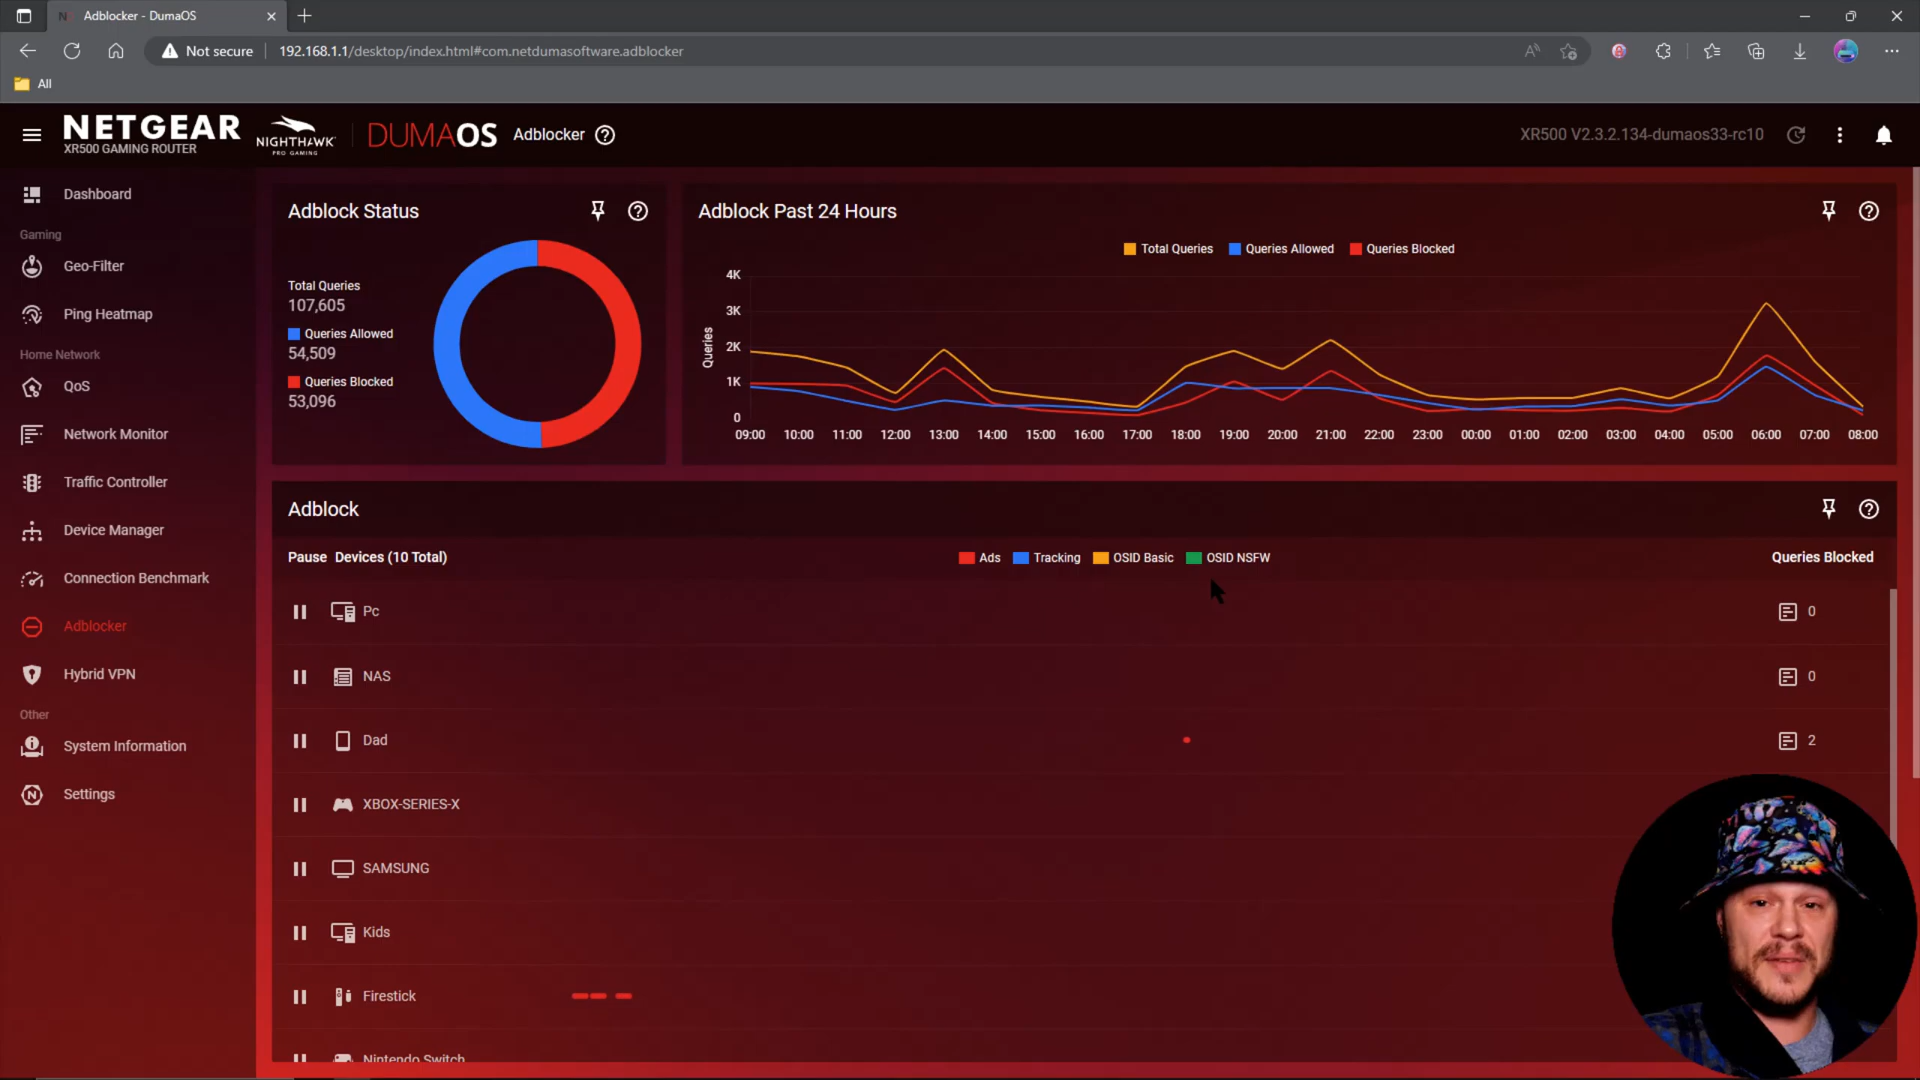 Adblocker - DumaOS
Not secure
192.168.1.1/desktop/index.html#com.netdumasoftware.adblocker
All
NETGEAR
XR500 GAMING ROUTER
NIGHTHAWK
PRO GAMING
DUMAOS
Adblocker
XR500 V2.3.2.134-dumaos33-rc10
Dashboard
Gaming
Geo-Filter
Ping Heatmap
Home Network
QoS
Network Monitor
Traffic Controller
Device Manager
Connection Benchmark
Adblocker
Hybrid VPN
Other
System Information
Settings
Adblock Status
Total Queries
107,605
Queries Allowed
54,509
Queries Blocked
53,096
Adblock Past 24 Hours
Total Queries Queries Allowed Queries Blocked
Queries
4K
3K
2K
1K
0
09:00 10:00 11:00 12:00 13:00 14:00 15:00 16:00 17:00 18:00 19:00 20:00 21:00 22:00 23:00 00:00 01:00 02:00 03:00 04:00 05:00 06:00 07:00 08:00
Adblock
Pause Devices (10 Total) Ads Tracking OSID Basic OSID NSFW Queries Blocked
Pc 0
NAS 0
Dad 2
XBOX-SERIES-X
SAMSUNG
Kids
Firestick
Nintendo Switch